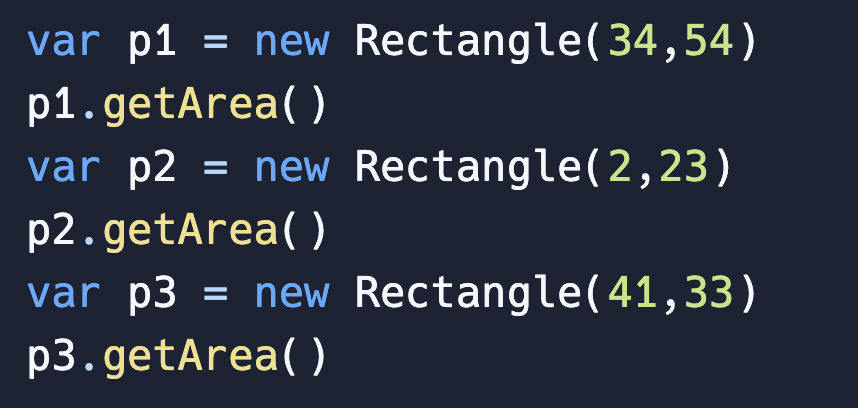 var p1 = new Rectangle(34,54)
p1.getArea()
var p2 = new Rectangle(2,23)
p2.getArea()
var p3 = new Rectangle(41,33)
p3.getArea()